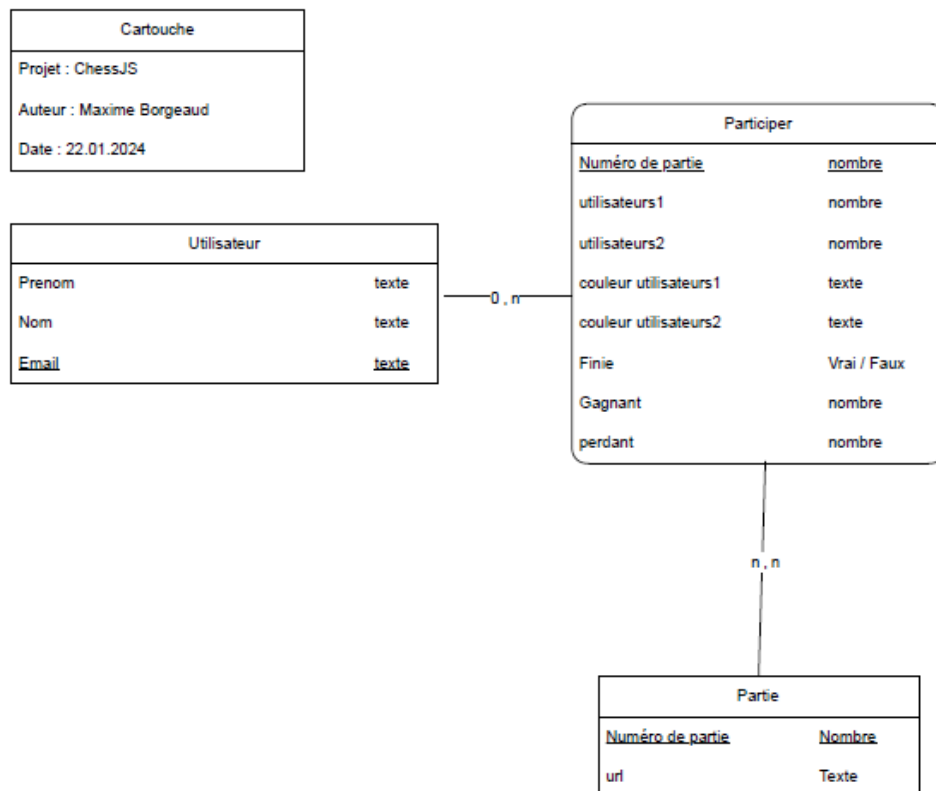 Cartouche
Projet : ChessJS
Auteur : Maxime Borgeaud
Date : 22.01.2024
Participer
Numéro de partie nombre
utilisateurs1 nombre
utilisateurs2 nombre
couleur utilisateurs1 texte
couleur utilisateurs2 texte
Finie Vrai / Faux
Gagnant nombre
perdant nombre
Utilisateur
Prenom texte
Nom texte
Email texte
0 , n
n , n
Partie
Numéro de partie Nombre
url Texte